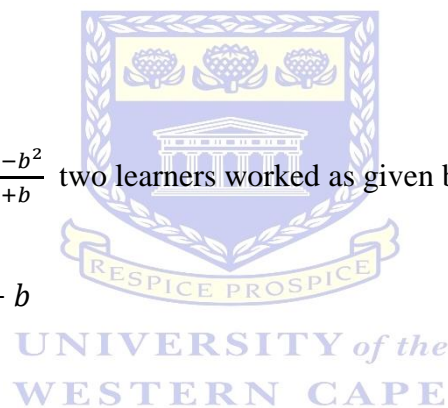 −b²
+b two learners worked as given b
RESPICE PROSPICE
− b
UNIVERSITY of the
WESTERN CAPE